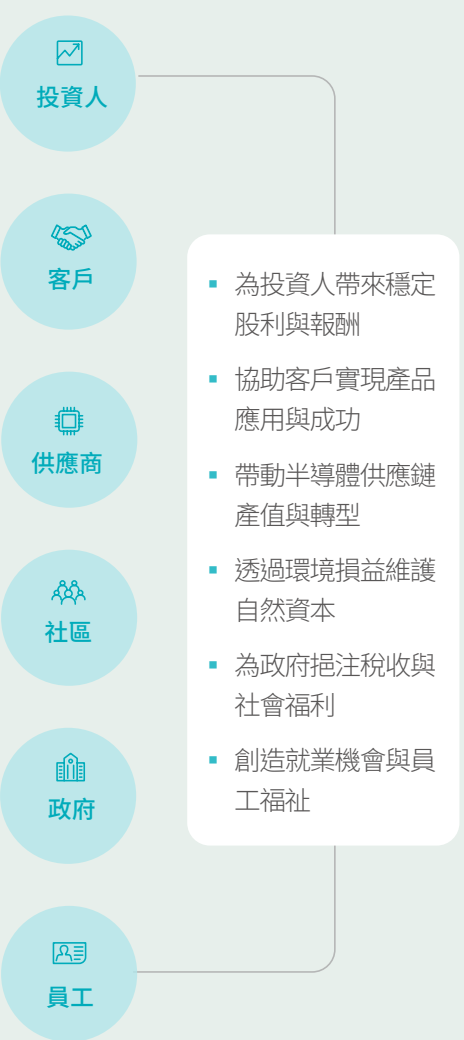 投資人
客戶
供應商
社區
政府
員工
▪ 為投資人帶來穩定
股利與報酬
▪ 協助客戶實現產品
應用與成功
▪ 帶動半導體供應鏈
產值與轉型
▪ 透過環境損益維護
自然資本
▪ 為政府挹注稅收與
社會福利
▪ 創造就業機會與員
工福祉